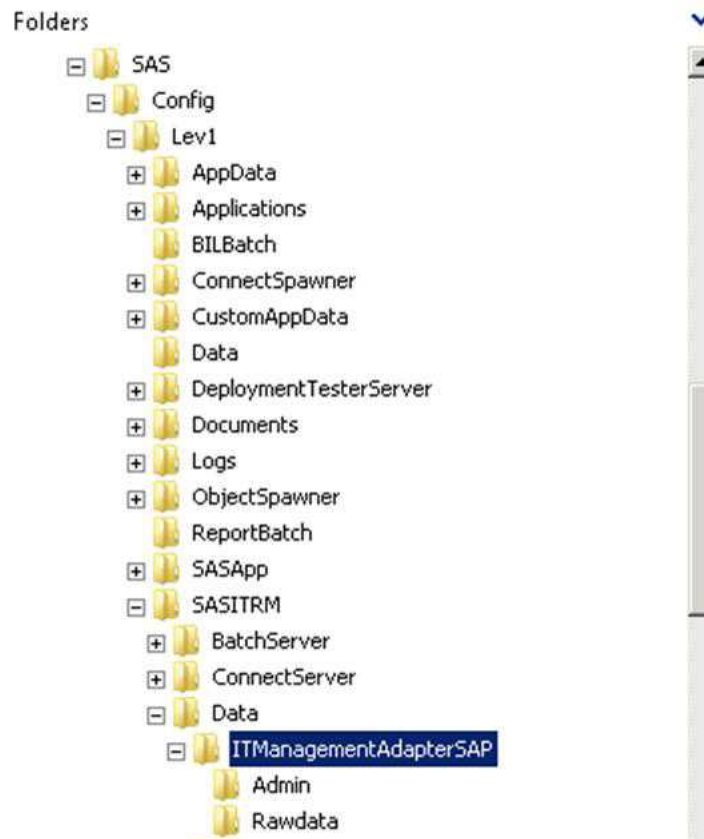 Folders
SAS
Config
Lev1
AppData
Applications
BILBatch
ConnectSpawner
CustomAppData
Data
DeploymentTesterServer
Documents
Logs
ObjectSpawner
ReportBatch
SASApp
SASITRM
BatchServer
ConnectServer
Data
ITManagementAdapterSAP
Admin
Rawdata